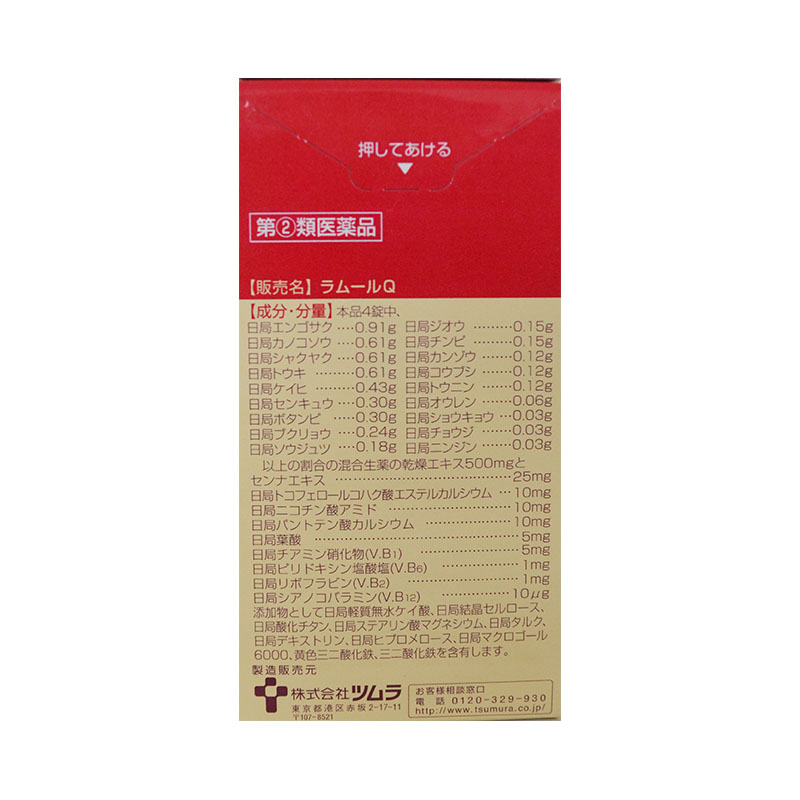 押してあける
▼
第②類医薬品
【販売名】ラムールQ
【成分・分量】本品4錠中、
日局エンゴサク‥‥0.91g 日局ジオウ………0.15g
日局カノコソウ‥‥0.61g 日局チンピ………0.15g
日局シャクヤク‥‥0.61g 日局カンゾウ……0.12g
日局トウキ………0.61g 日局コウブシ……0.12g
日局ケイヒ………0.43g 日局トウニン……0.12g
日局センキュウ…0.30g 日局オウレン……0.06g
日局ボタンピ……0.30g 日局ショウキョウ…0.03g
日局ブクリョウ…0.24g 日局チョウジ……0.03g
日局ソウジュツ…0.18g 日局ニンジン……0.03g
以上の割合の混合生薬の乾燥エキス500mgと
センナエキス………………………………25mg
日局トコフェロールコハク酸エステルカルシウム…10mg
日局ニコチン酸アミド……………………10mg
日局パントテン酸カルシウム……………10mg
日局葉酸……………………………………5mg
日局チアミン硝化物(V.B1)………………5mg
日局ピリドキシン塩酸塩(V.B6)…………1mg
日局リボフラビン(V.B2)…………………1mg
日局シアノコバラミン(V.B12)…………10μg
添加物として日局軽質無水ケイ酸、日局結晶セルロース、
日局酸化チタン、日局ステアリン酸マグネシウム、日局タルク、
日局デキストリン、日局ヒプロメロース、日局マクロゴール
6000、黄色三二酸化鉄、三二酸化鉄を含有します。
製造販売元
株式会社ツムラ
東京都港区赤坂2-17-11
〒107-8521
お客様相談窓口
電話 0120-329-930
http://www.tsumura.co.jp/